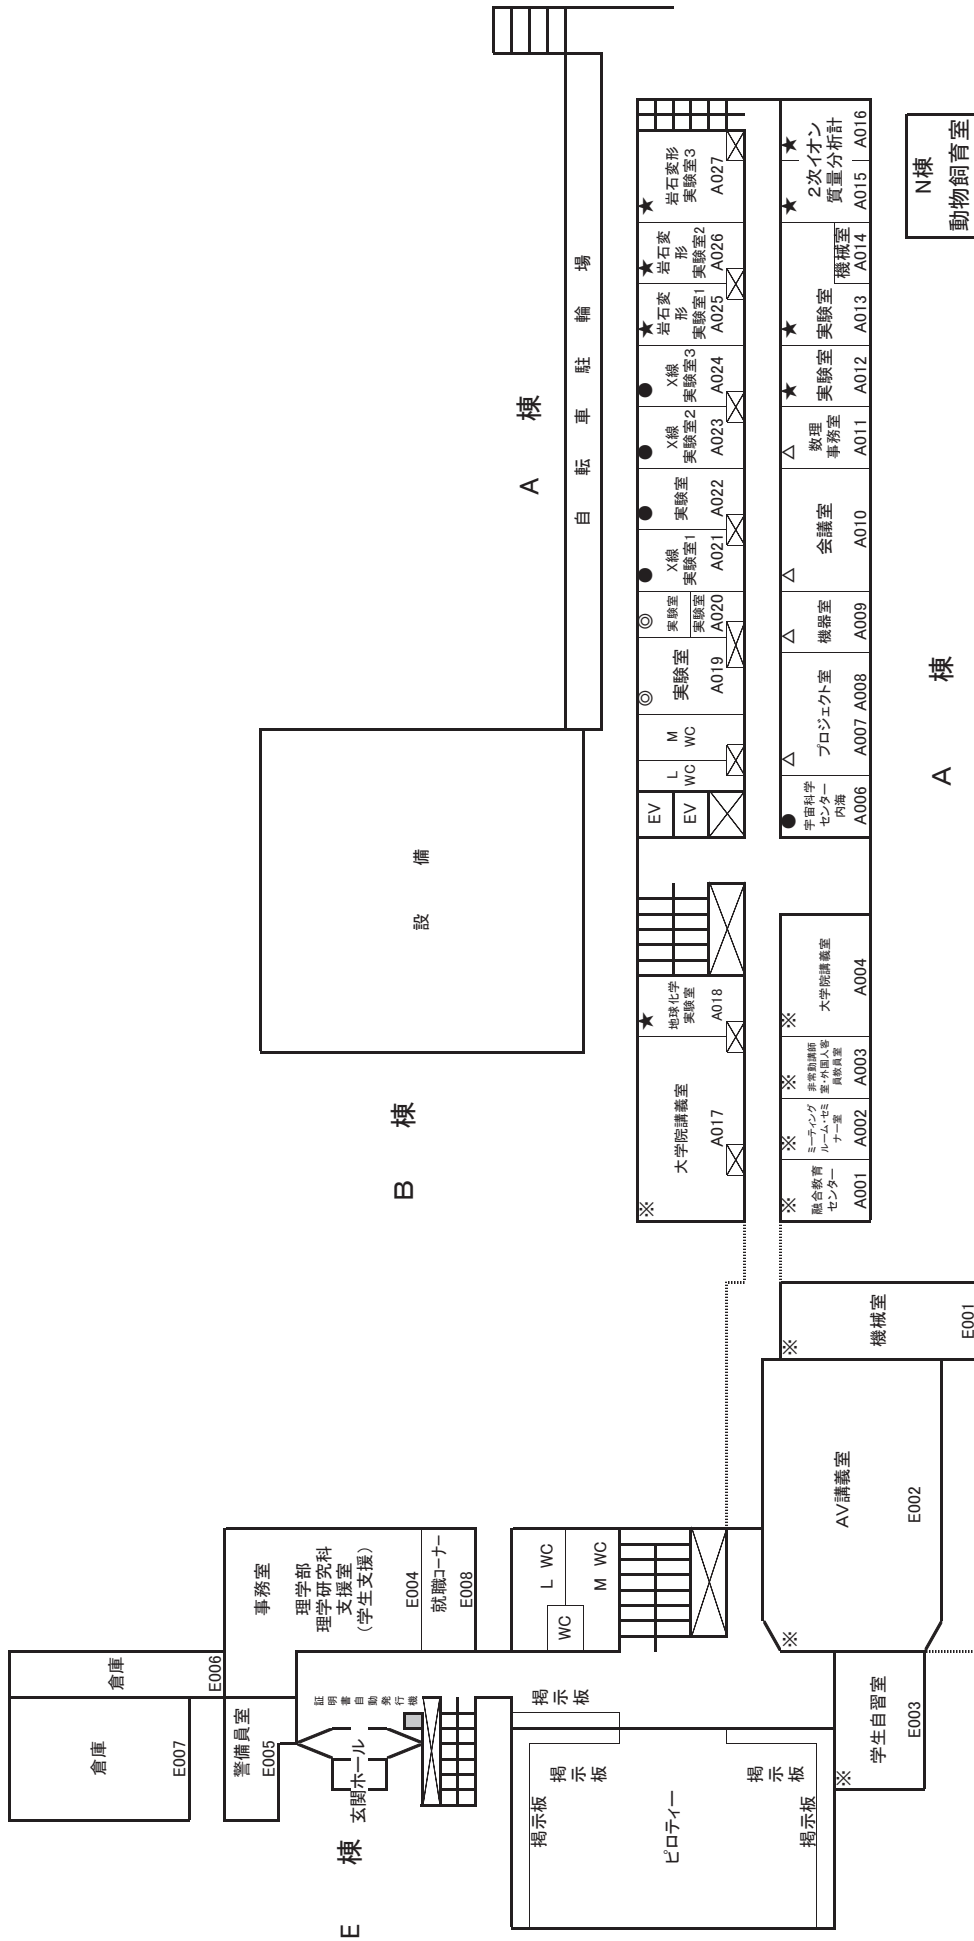 E 棟
倉庫
E007
倉庫
E006
警備員室
E005
玄関ホール
証明書自動発行機
事務室
理学部
理学研究科
支援室
(学生支援)
E004
就職コーナー
E008
L WC
M WC
WC
掲示板
掲示板
掲示板
掲示板
掲示板
ピロティー
※
学生自習室
E003
※
AV講義室
E002
※
機械室
E001
B 棟
設 備
A 棟
自 転 車 駐 輪 場
※
大学院講義室
A017
★
地球化学
実験室
A018
EV
EV
L
WC
M
WC
◎
実験室
A019
◎
実験室
実験室
A020
●
X線
実験室1
A021
●
実験室
A022
●
X線
実験室2
A023
●
X線
実験室3
A024
★
岩石変
形
実験室1
A025
★
岩石変
形
実験室2
A026
★
岩石変形
実験室3
A027
※
融合教育
センター
A001
※
ミーティング
ルーム・セミ
ナー室
A002
※
非常勤講師
室・外国人客
員教員室
A003
※
大学院講義室
A004
●
宇宙科学
センター
内海
A006
△
プロジェクト室
A007 A008
△
機器室
A009
△
会議室
A010
△
数理
事務室
A011
★
実験室
A012
★
実験室
A013
機械室
A014
★ ★
2次イオン
質量分析計
A015 A016
A 棟
N棟
動物飼育室